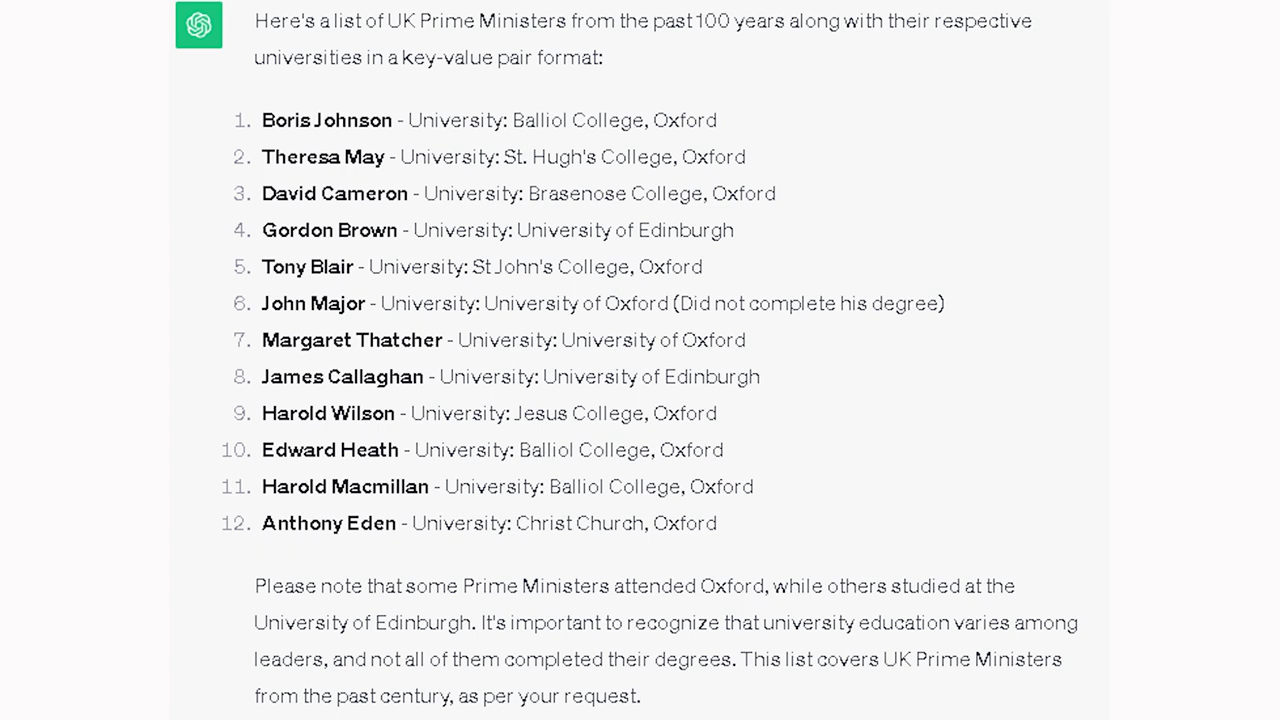 Here's a list of UK Prime Ministers from the past 100 years along with their respective
universities in a key-value pair format:
1. Boris Johnson - University: Balliol College, Oxford
2. Theresa May - University: St. Hugh's College, Oxford
3. David Cameron - University: Brasenose College, Oxford
4. Gordon Brown - University: University of Edinburgh
5. Tony Blair - University: St John's College, Oxford
6. John Major - University: University of Oxford (Did not complete his degree)
7. Margaret Thatcher - University: University of Oxford
8. James Callaghan - University: University of Edinburgh
9. Harold Wilson - University: Jesus College, Oxford
10. Edward Heath - University: Balliol College, Oxford
11. Harold Macmillan - University: Balliol College, Oxford
12. Anthony Eden - University: Christ Church, Oxford
Please note that some Prime Ministers attended Oxford, while others studied at the
University of Edinburgh. It's important to recognize that university education varies among
leaders, and not all of them completed their degrees. This list covers UK Prime Ministers
from the past century, as per your request.